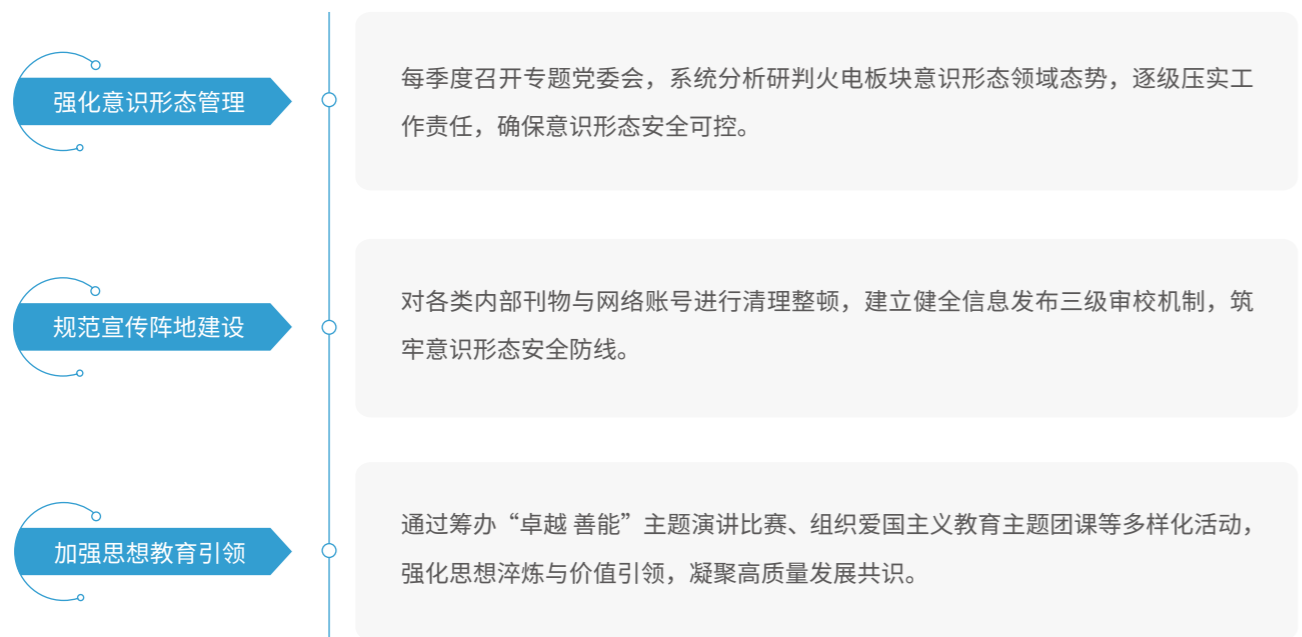 强化意识形态管理
每季度召开专题党委会，系统分析研判火电板块意识形态领域态势，逐级压实工
作责任，确保意识形态安全可控。
规范宣传阵地建设
对各类内部刊物与网络账号进行清理整顿，建立健全信息发布三级审校机制，筑
牢意识形态安全防线。
加强思想教育引领
通过筹办“卓越 善能”主题演讲比赛、组织爱国主义教育主题团课等多样化活动，
强化思想淬炼与价值引领，凝聚高质量发展共识。